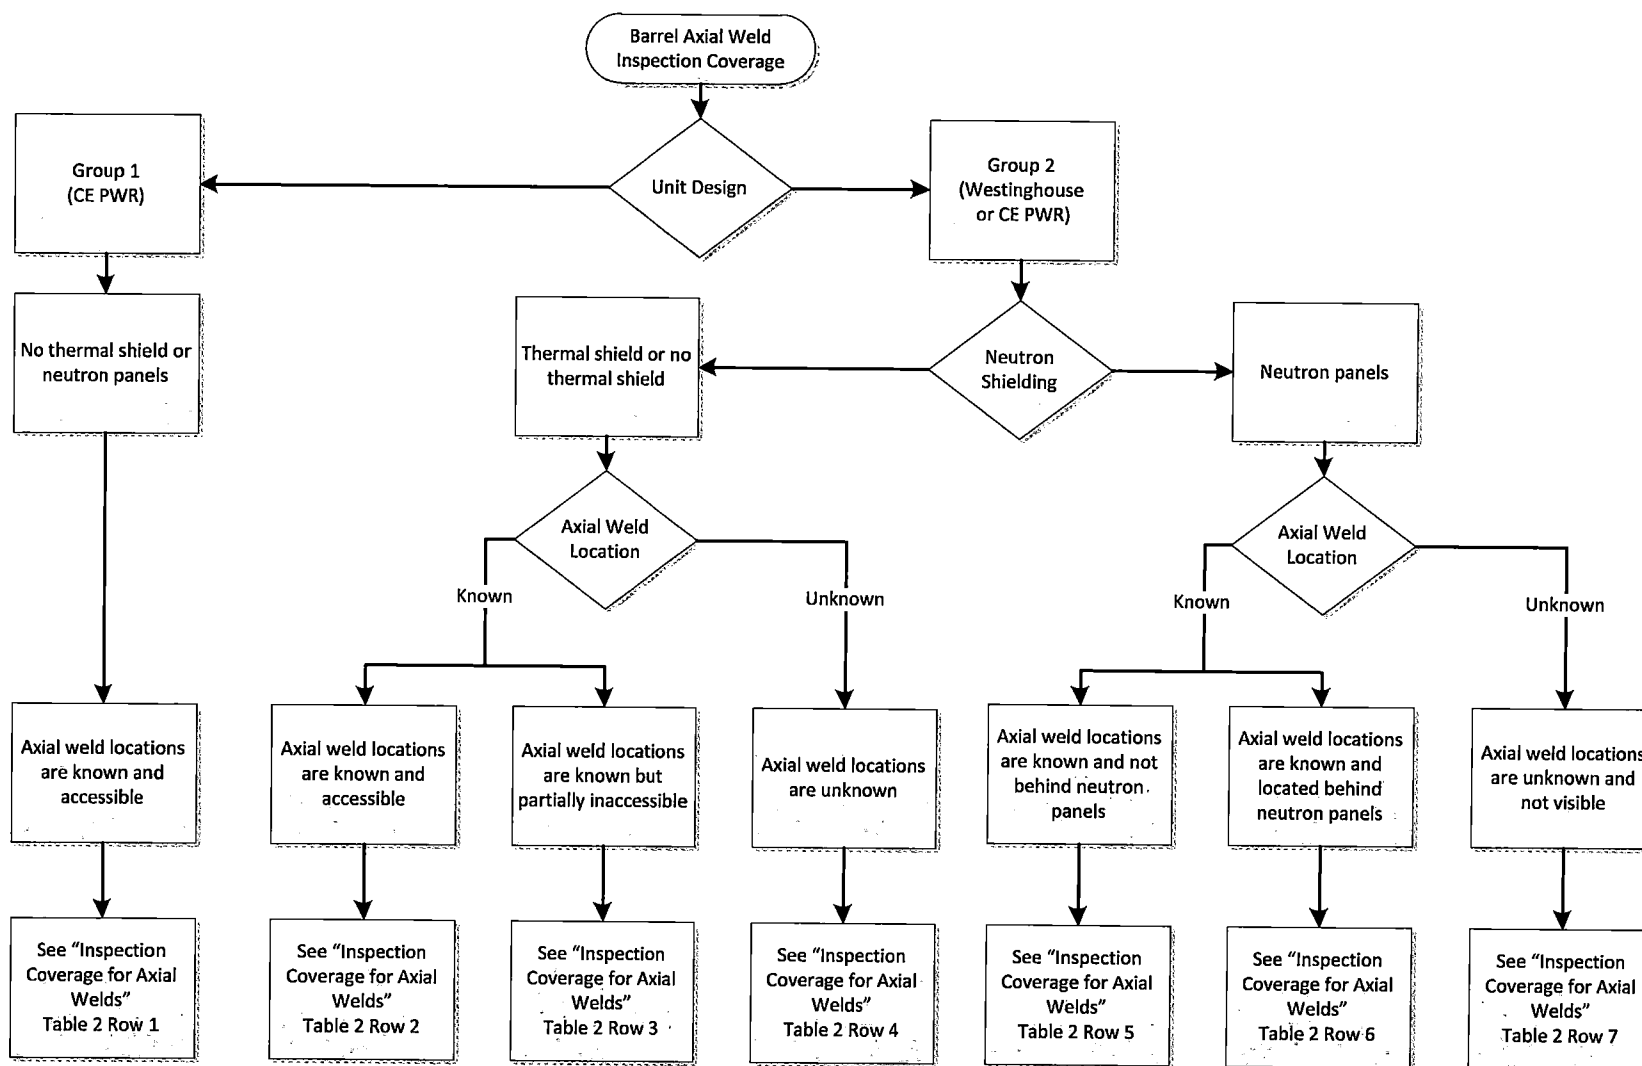 Barrel Axial Weld
Inspection Coverage
Group 1
(CE PWR)
Unit Design
Group 2
(Westinghouse
or CE PWR)
No thermal shield or
neutron panels
Thermal shield or no
thermal shield
Neutron
Shielding
Neutron panels
Axial Weld
Location
Axial Weld
Location
Known
Unknown
Known
Unknown
Axial weld locations
are known and
accessible
Axial weld locations
are known and
accessible
Axial weld locations
are known but
partially inaccessible
Axial weld locations
are unknown
Axial weld locations
are known and not
behind neutron
panels
Axial weld locations
are known and
located behind
neutron panels
Axial weld locations
are unknown and
not visible
See “Inspection
Coverage for Axial
Welds”
Table 2 Row 1
See “Inspection
Coverage for Axial
Welds”
Table 2 Row 2
See “Inspection
Coverage for Axial
Welds”
Table 2 Row 3
See “Inspection
Coverage for Axial
Welds”
Table 2 Row 4
See “Inspection
Coverage for Axial
Welds”
Table 2 Row 5
See “Inspection
Coverage for Axial
Welds”
Table 2 Row 6
See “Inspection
Coverage for Axial
Welds”
Table 2 Row 7